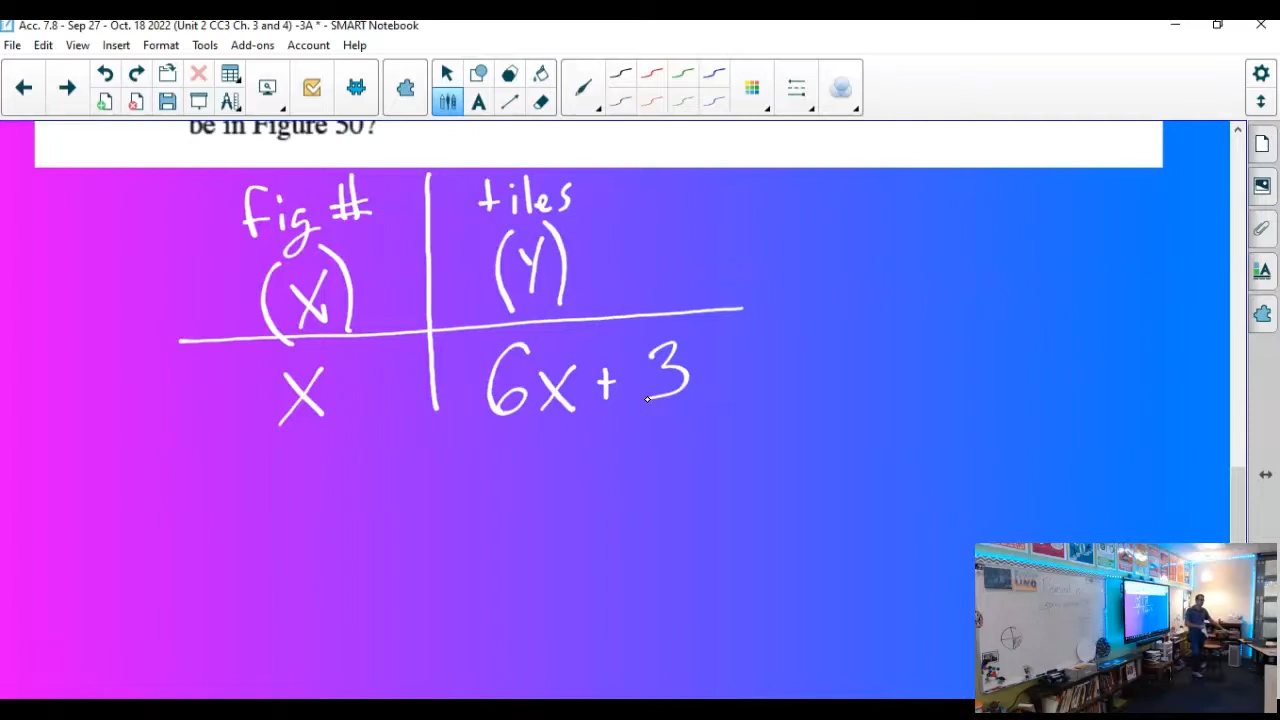 Acc. 7.8 - Sep 27 - Oct. 18 2022 (Unit 2 CC3 Ch. 3 and 4) -3A * - SMART Notebook
File Edit View Insert Format Tools Add-ons Account Help
be in Figure 50?
fig # tiles
(x) (y)
x 6x + 3